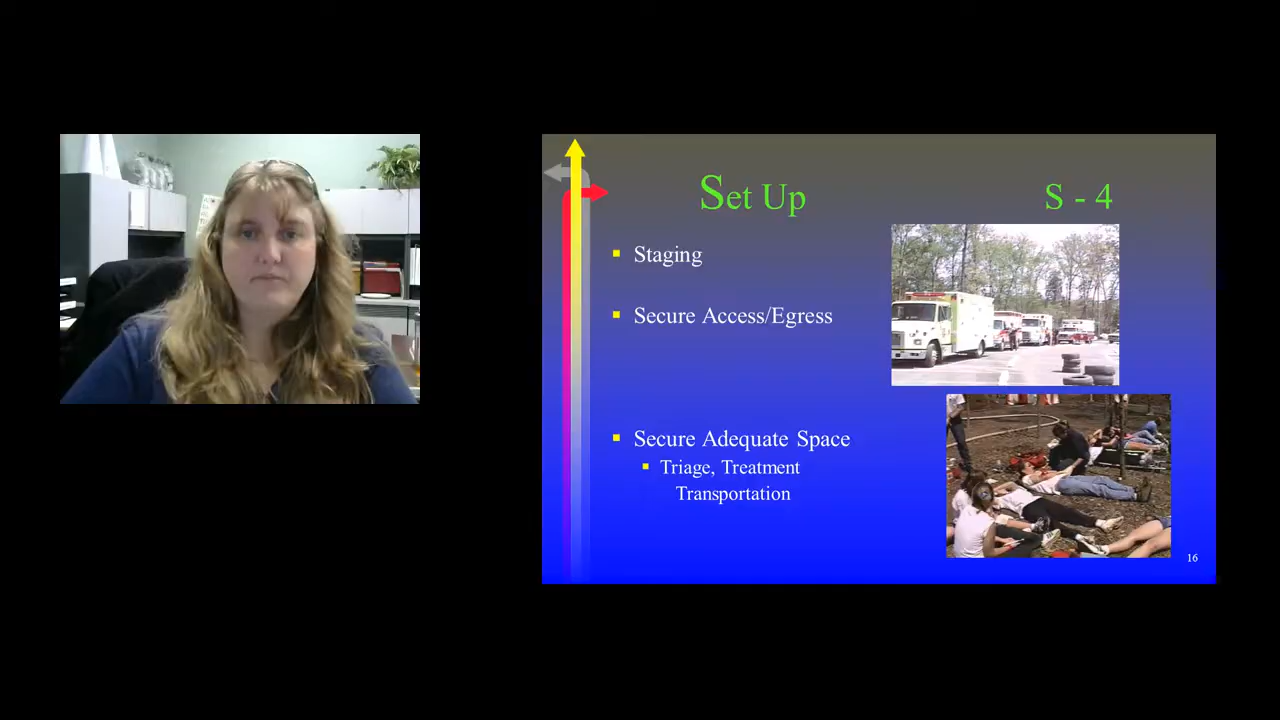 Set Up
S - 4
Staging
Secure Access/Egress
Secure Adequate Space
Triage, Treatment
Transportation
16